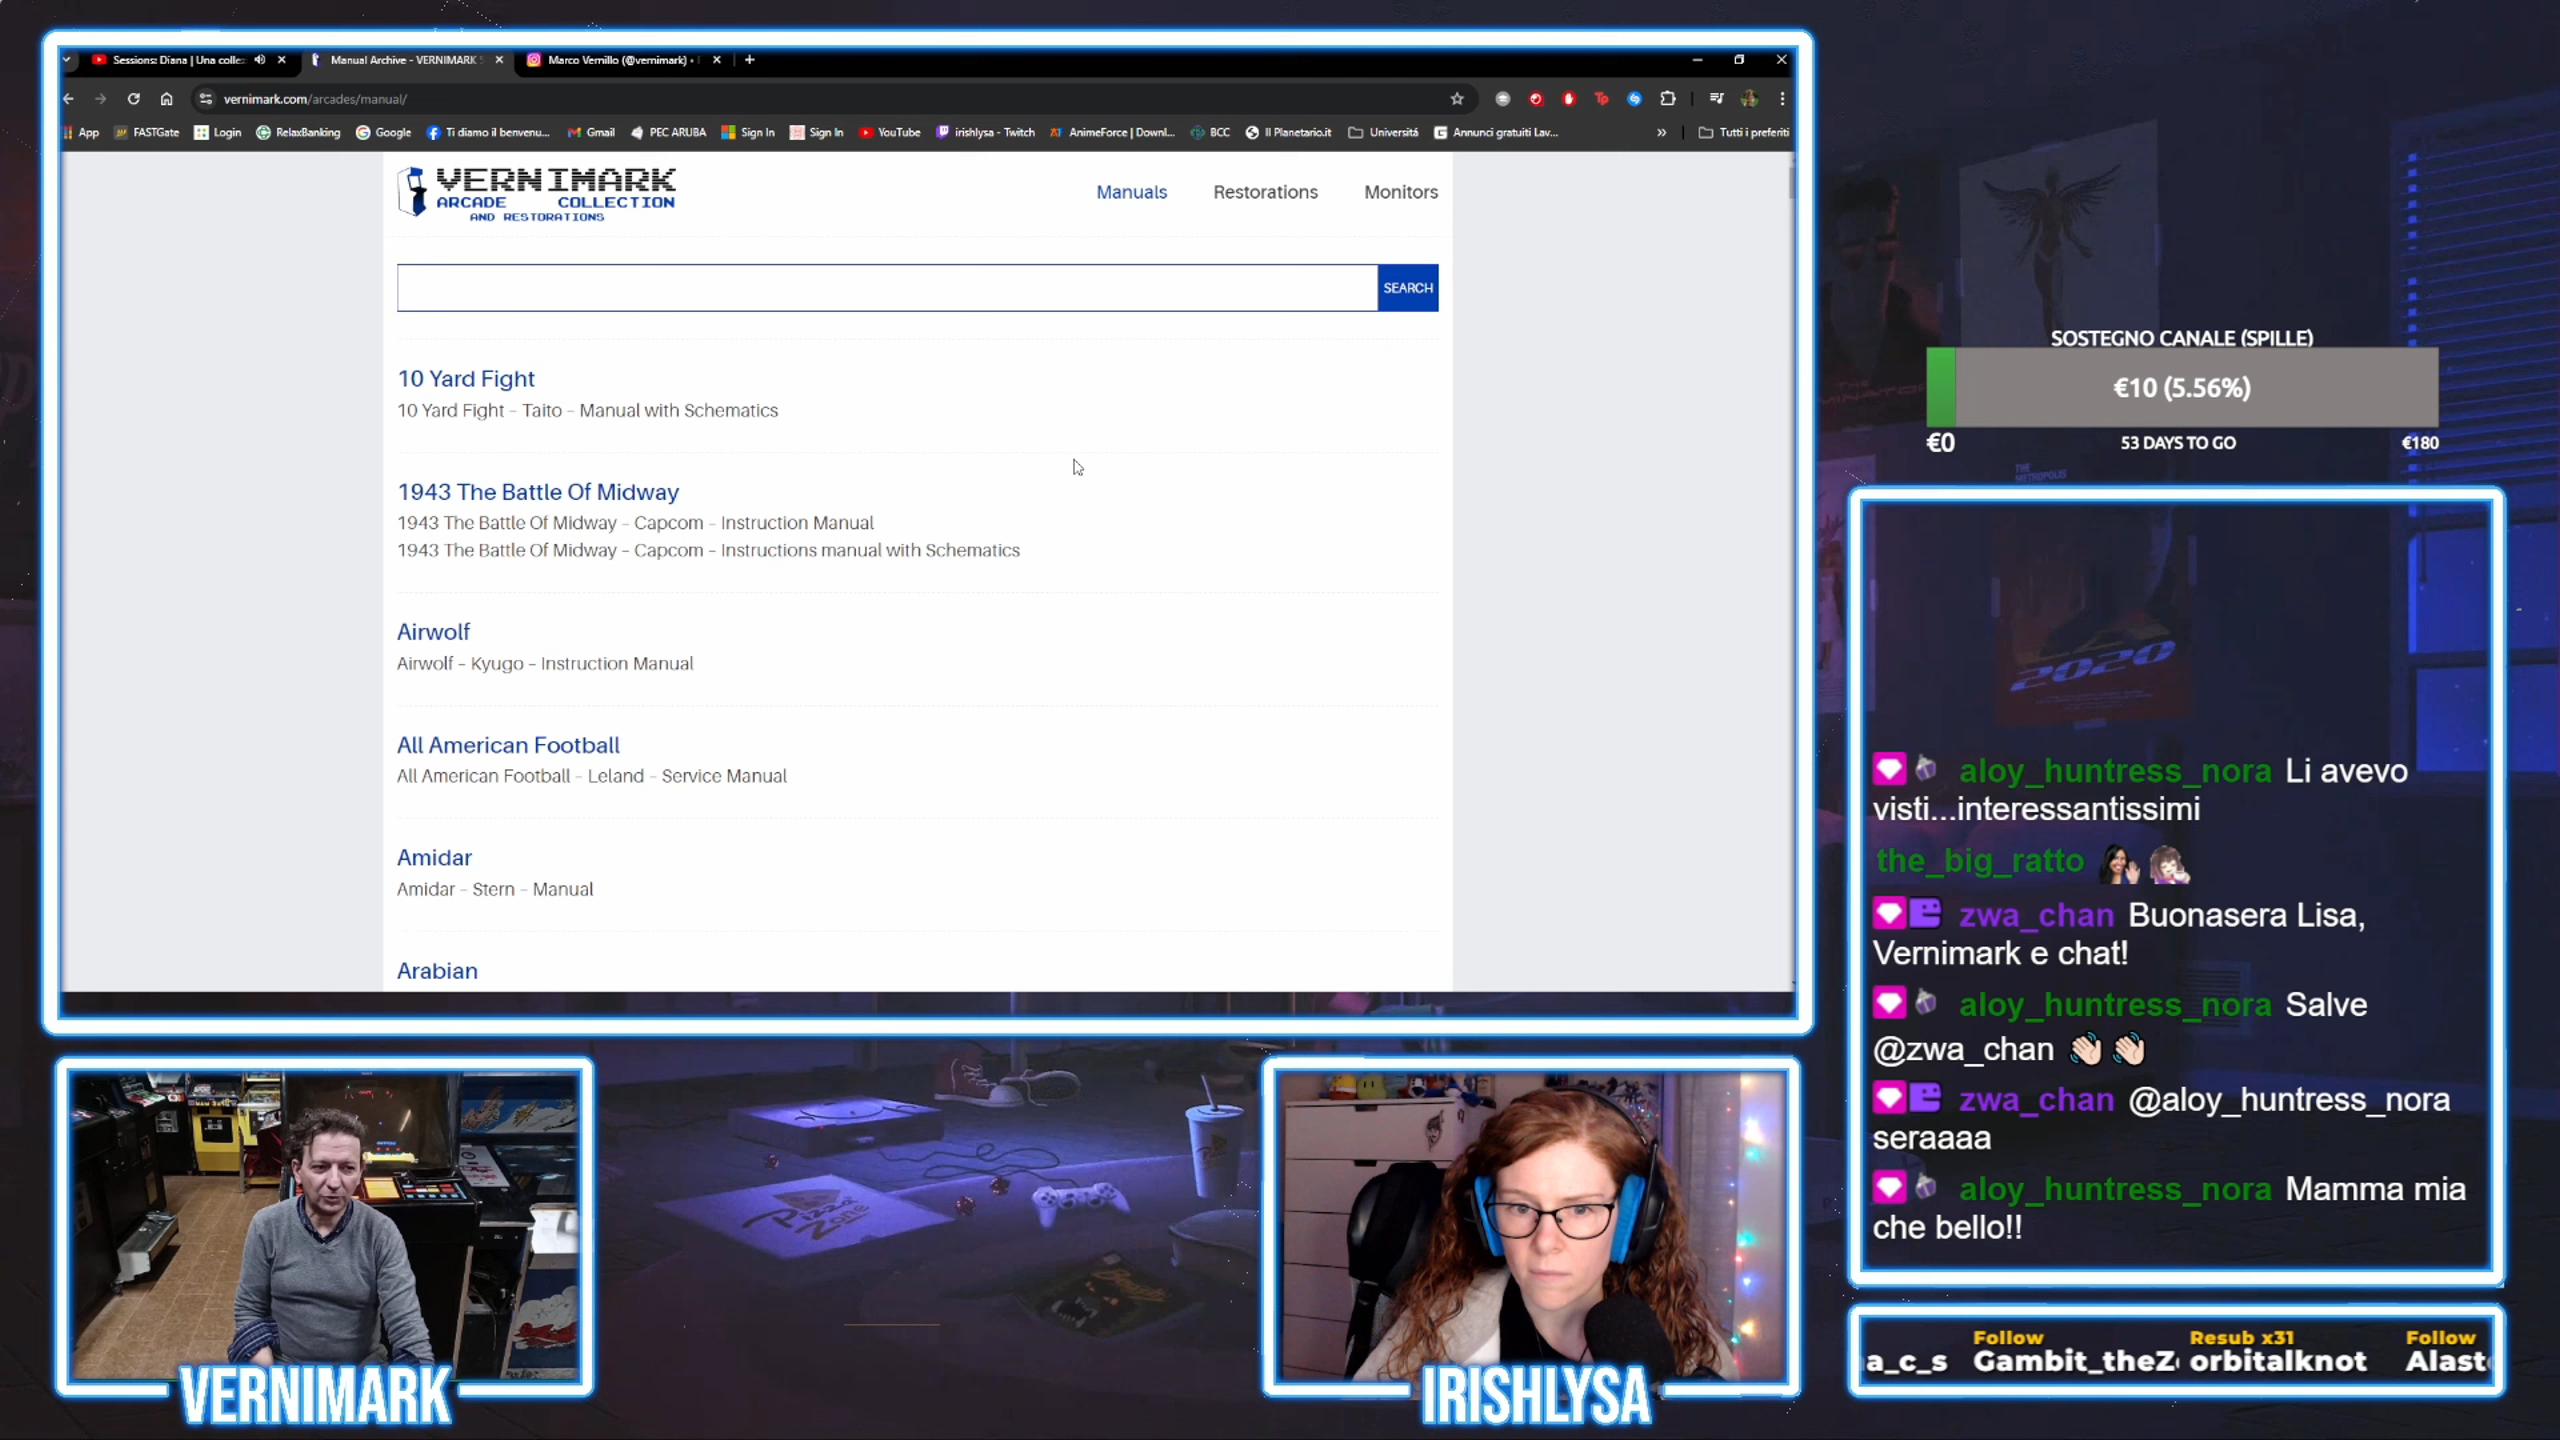 Sessions: Diana | Una colle
Manual Archive - VERNIMARK
Marco Vernillo (@vernimark) •
vernimark.com/arcades/manual/
App
FASTGate
Login
RelaxBanking
Google
Ti diamo il benvenu...
Gmail
PEC ARUBA
Sign In
Sign In
YouTube
irishlysa - Twitch
AnimeForce | Downl...
BCC
Il Planetario.it
Universitá
Annunci gratuiti Lav...
»
Tutti i preferiti
VERNIMARK
ARCADE COLLECTION
AND RESTORATIONS
Manuals
Restorations
Monitors
SEARCH
10 Yard Fight
10 Yard Fight – Taito – Manual with Schematics
1943 The Battle Of Midway
1943 The Battle Of Midway – Capcom – Instruction Manual
1943 The Battle Of Midway – Capcom – Instructions manual with Schematics
Airwolf
Airwolf – Kyugo – Instruction Manual
All American Football
All American Football – Leland – Service Manual
Amidar
Amidar – Stern – Manual
Arabian
SOSTEGNO CANALE (SPILLE)
€10 (5.56%)
€0
53 DAYS TO GO
€180
2020
aloy_huntress_nora Li avevo
visti...interessantissimi
the_big_ratto
zwa_chan Buonasera Lisa,
Vernimark e chat!
aloy_huntress_nora Salve
@zwa_chan 👋🏻 👋🏻
zwa_chan @aloy_huntress_nora
seraaaa
aloy_huntress_nora Mamma mia
che bello!!
Pizza
Zone
VERNIMARK
IRISHLYSA
a_c_s
Follow
Gambit_theZ
Resub x31
orbitalknot
Follow
Alast